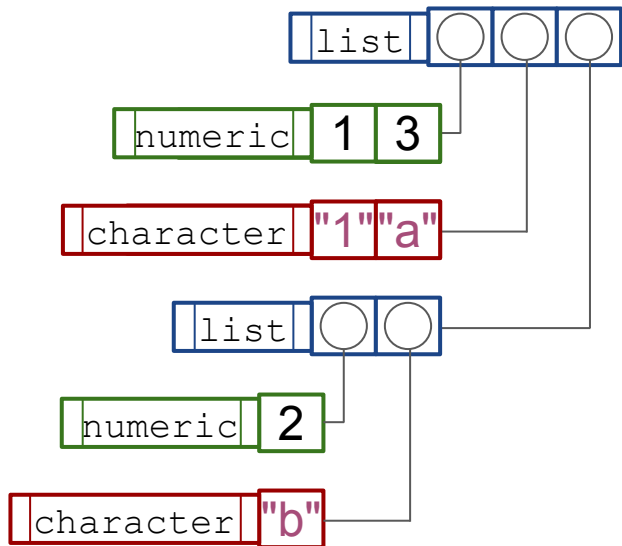 list
numeric 1 3
character "1" "a"
list
numeric 2
character "b"